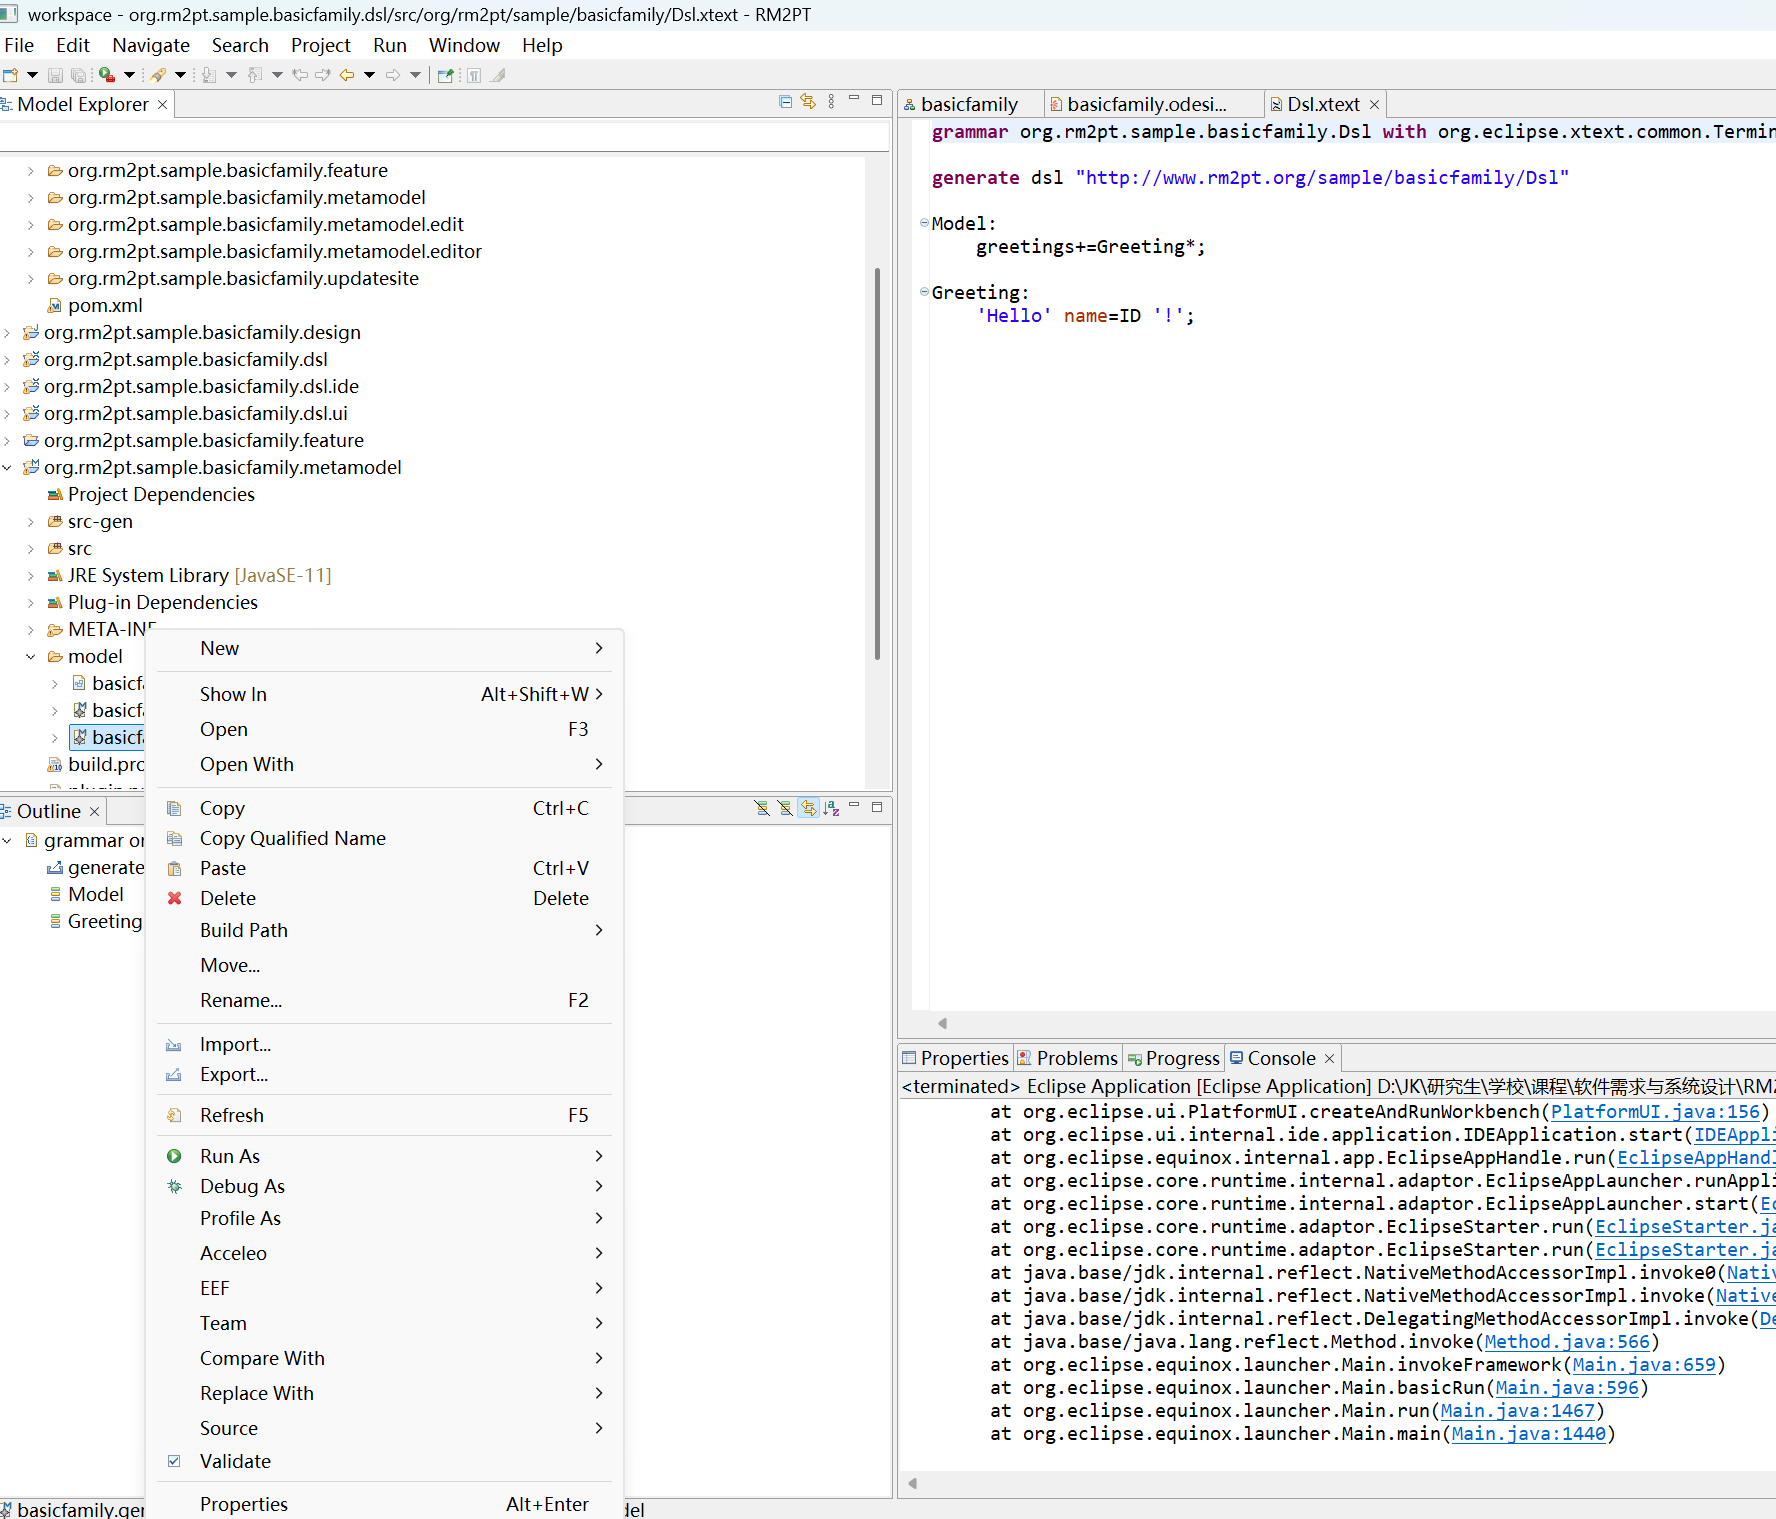 workspace - org.rm2pt.sample.basicfamily.dsl/src/org/rm2pt/sample/basicfamily/Dsl.xtext - RM2PT
File Edit Navigate Search Project Run Window Help
Model Explorer
org.rm2pt.sample.basicfamily.feature
org.rm2pt.sample.basicfamily.metamodel
org.rm2pt.sample.basicfamily.metamodel.edit
org.rm2pt.sample.basicfamily.metamodel.editor
org.rm2pt.sample.basicfamily.updatesite
pom.xml
org.rm2pt.sample.basicfamily.design
org.rm2pt.sample.basicfamily.dsl
org.rm2pt.sample.basicfamily.dsl.ide
org.rm2pt.sample.basicfamily.dsl.ui
org.rm2pt.sample.basicfamily.feature
org.rm2pt.sample.basicfamily.metamodel
Project Dependencies
src-gen
src
JRE System Library [JavaSE-11]
Plug-in Dependencies
META-INF
model
basicf
basicf
basicf
build.pro
Outline
grammar or
generate
Model
Greeting
New
Show In Alt+Shift+W
Open F3
Open With
Copy Ctrl+C
Copy Qualified Name
Paste Ctrl+V
Delete Delete
Build Path
Move...
Rename... F2
Import...
Export...
Refresh F5
Run As
Debug As
Profile As
Acceleo
EEF
Team
Compare With
Replace With
Source
Validate
Properties Alt+Enter
basicfamily.ge
del
basicfamily basicfamily.odesi... Dsl.xtext
grammar org.rm2pt.sample.basicfamily.Dsl with org.eclipse.xtext.common.Termin
generate dsl "http://www.rm2pt.org/sample/basicfamily/Dsl"
Model:
greetings+=Greeting*;
Greeting:
'Hello' name=ID '!';
Properties Problems Progress Console
<terminated> Eclipse Application [Eclipse Application] D:\JK\研究生\学校\课程\软件需求与系统设计\RM2
at org.eclipse.ui.PlatformUI.createAndRunWorkbench(PlatformUI.java:156)
at org.eclipse.ui.internal.ide.application.IDEApplication.start(IDEAppli
at org.eclipse.equinox.internal.app.EclipseAppHandle.run(EclipseAppHandl
at org.eclipse.core.runtime.internal.adaptor.EclipseAppLauncher.runAppli
at org.eclipse.core.runtime.internal.adaptor.EclipseAppLauncher.start(Ec
at org.eclipse.core.runtime.adaptor.EclipseStarter.run(EclipseStarter.ja
at org.eclipse.core.runtime.adaptor.EclipseStarter.run(EclipseStarter.ja
at java.base/jdk.internal.reflect.NativeMethodAccessorImpl.invoke0(Nativ
at java.base/jdk.internal.reflect.NativeMethodAccessorImpl.invoke(Native
at java.base/jdk.internal.reflect.DelegatingMethodAccessorImpl.invoke(De
at java.base/java.lang.reflect.Method.invoke(Method.java:566)
at org.eclipse.equinox.launcher.Main.invokeFramework(Main.java:659)
at org.eclipse.equinox.launcher.Main.basicRun(Main.java:596)
at org.eclipse.equinox.launcher.Main.run(Main.java:1467)
at org.eclipse.equinox.launcher.Main.main(Main.java:1440)